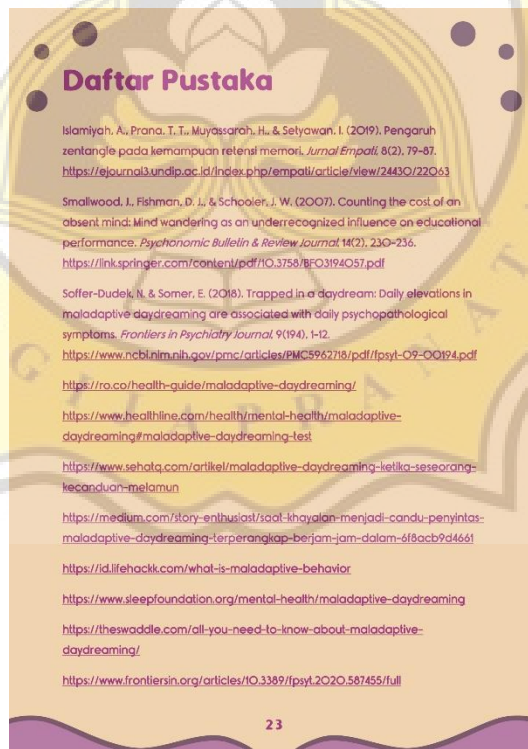 Daftar Pustaka
Islamiyah, A., Prana, T. T., Muyassarah, H., & Setyawan, I. (2019). Pengaruh
zentangle pada kemampuan retensi memori. Jurnal Empati, 8(2), 79-87.
https://ejournal3.undip.ac.id/index.php/empati/article/view/24430/22063
Smallwood, J., Fishman, D. J., & Schooler, J. W. (2007). Counting the cost of an
absent mind: Mind wandering as an underrecognized influence on educational
performance. Psychonomic Bulletin & Review Journal, 14(2), 230-236.
https://link.springer.com/content/pdf/10.3758/BF03194057.pdf
Soffer-Dudek, N. & Somer, E. (2018). Trapped in a daydream: Daily elevations in
maladaptive daydreaming are associated with daily psychopathological
symptoms. Frontiers in Psychiatry Journal, 9(194), 1-12.
https://www.ncbi.nlm.nih.gov/pmc/articles/PMC5962718/pdf/fpsyt-09-00194.pdf
https://ro.co/health-guide/maladaptive-daydreaming/
https://www.healthline.com/health/mental-health/maladaptive-
daydreaming#maladaptive-daydreaming-test
https://www.sehatq.com/artikel/maladaptive-daydreaming-ketika-seseorang-
kecanduan-melamun
https://medium.com/story-enthusiast/saat-khayalan-menjadi-candu-penyintas-
maladaptive-daydreaming-terperangkap-berjam-jam-dalam-6f8acb9d4661
https://id.lifehackk.com/what-is-maladaptive-behavior
https://www.sleepfoundation.org/mental-health/maladaptive-daydreaming
https://theswaddle.com/all-you-need-to-know-about-maladaptive-
daydreaming/
https://www.frontiersin.org/articles/10.3389/fpsyt.2020.587455/full
23